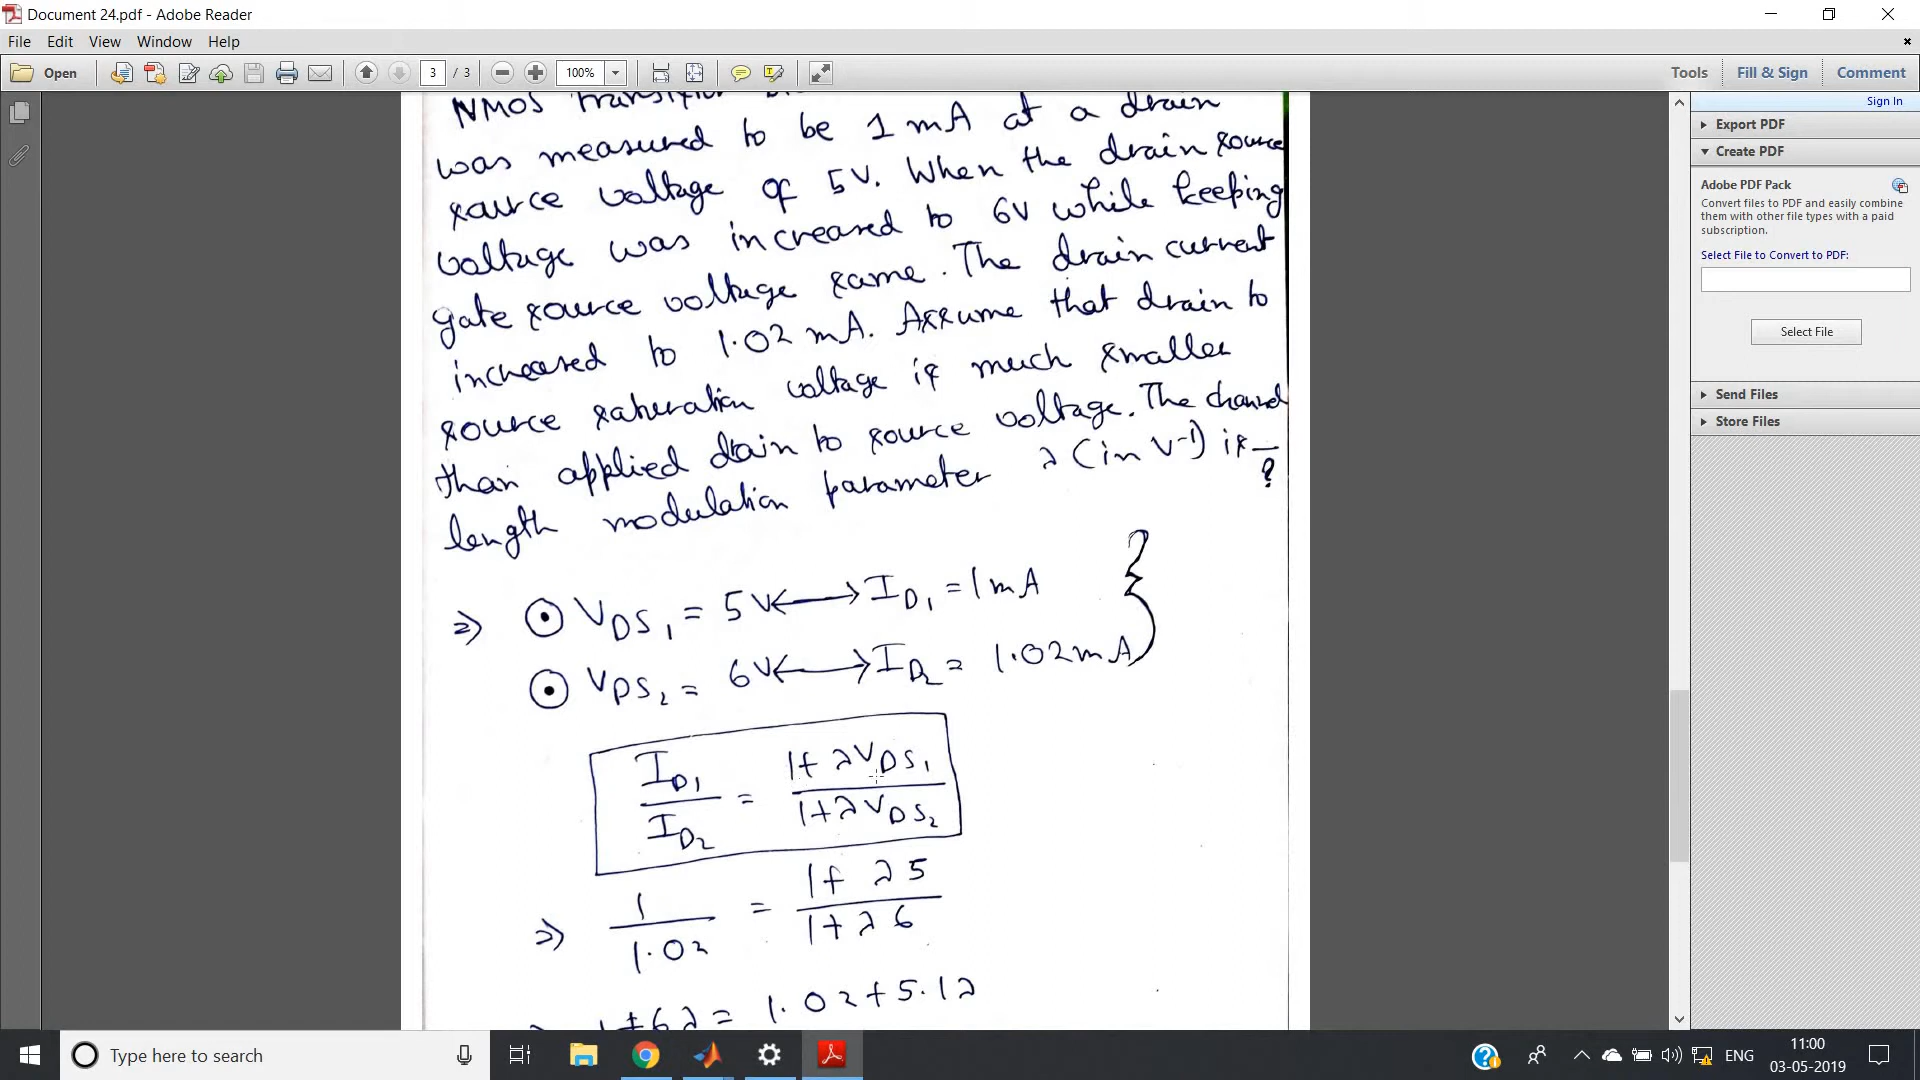 Document 24.pdf - Adobe Reader
File Edit View Window Help
Open 3 / 3 100% Tools Fill & Sign Comment
Sign In
Export PDF
Create PDF
Adobe PDF Pack
Convert files to PDF and easily combine
them with other file types with a paid
subscription.
Select File to Convert to PDF:
Select File
Send Files
Store Files
NMOS
was measured to be 1 mA at a drain
source voltage of 5V. When the drain source
voltage was increased to 6V while keeping
gate source voltage same. The drain current
increased to 1.02 mA. Assume that drain to
source saturation voltage is much smaller
than applied drain to source voltage. The channel
length modulation parameter λ (in V-1) is _ ?
⇒ ⊙ VDS1 = 5V ⟷ ID1 = 1mA }
⊙ VDS2 = 6V ⟷ ID2 = 1.02mA
ID1 / ID2 = 1+λVDS1 / 1+λVDS2
⇒ 1 / 1.02 = 1+λ5 / 1+λ6
1+6λ = 1.02+5.1λ
Type here to search
ENG
11:00
03-05-2019